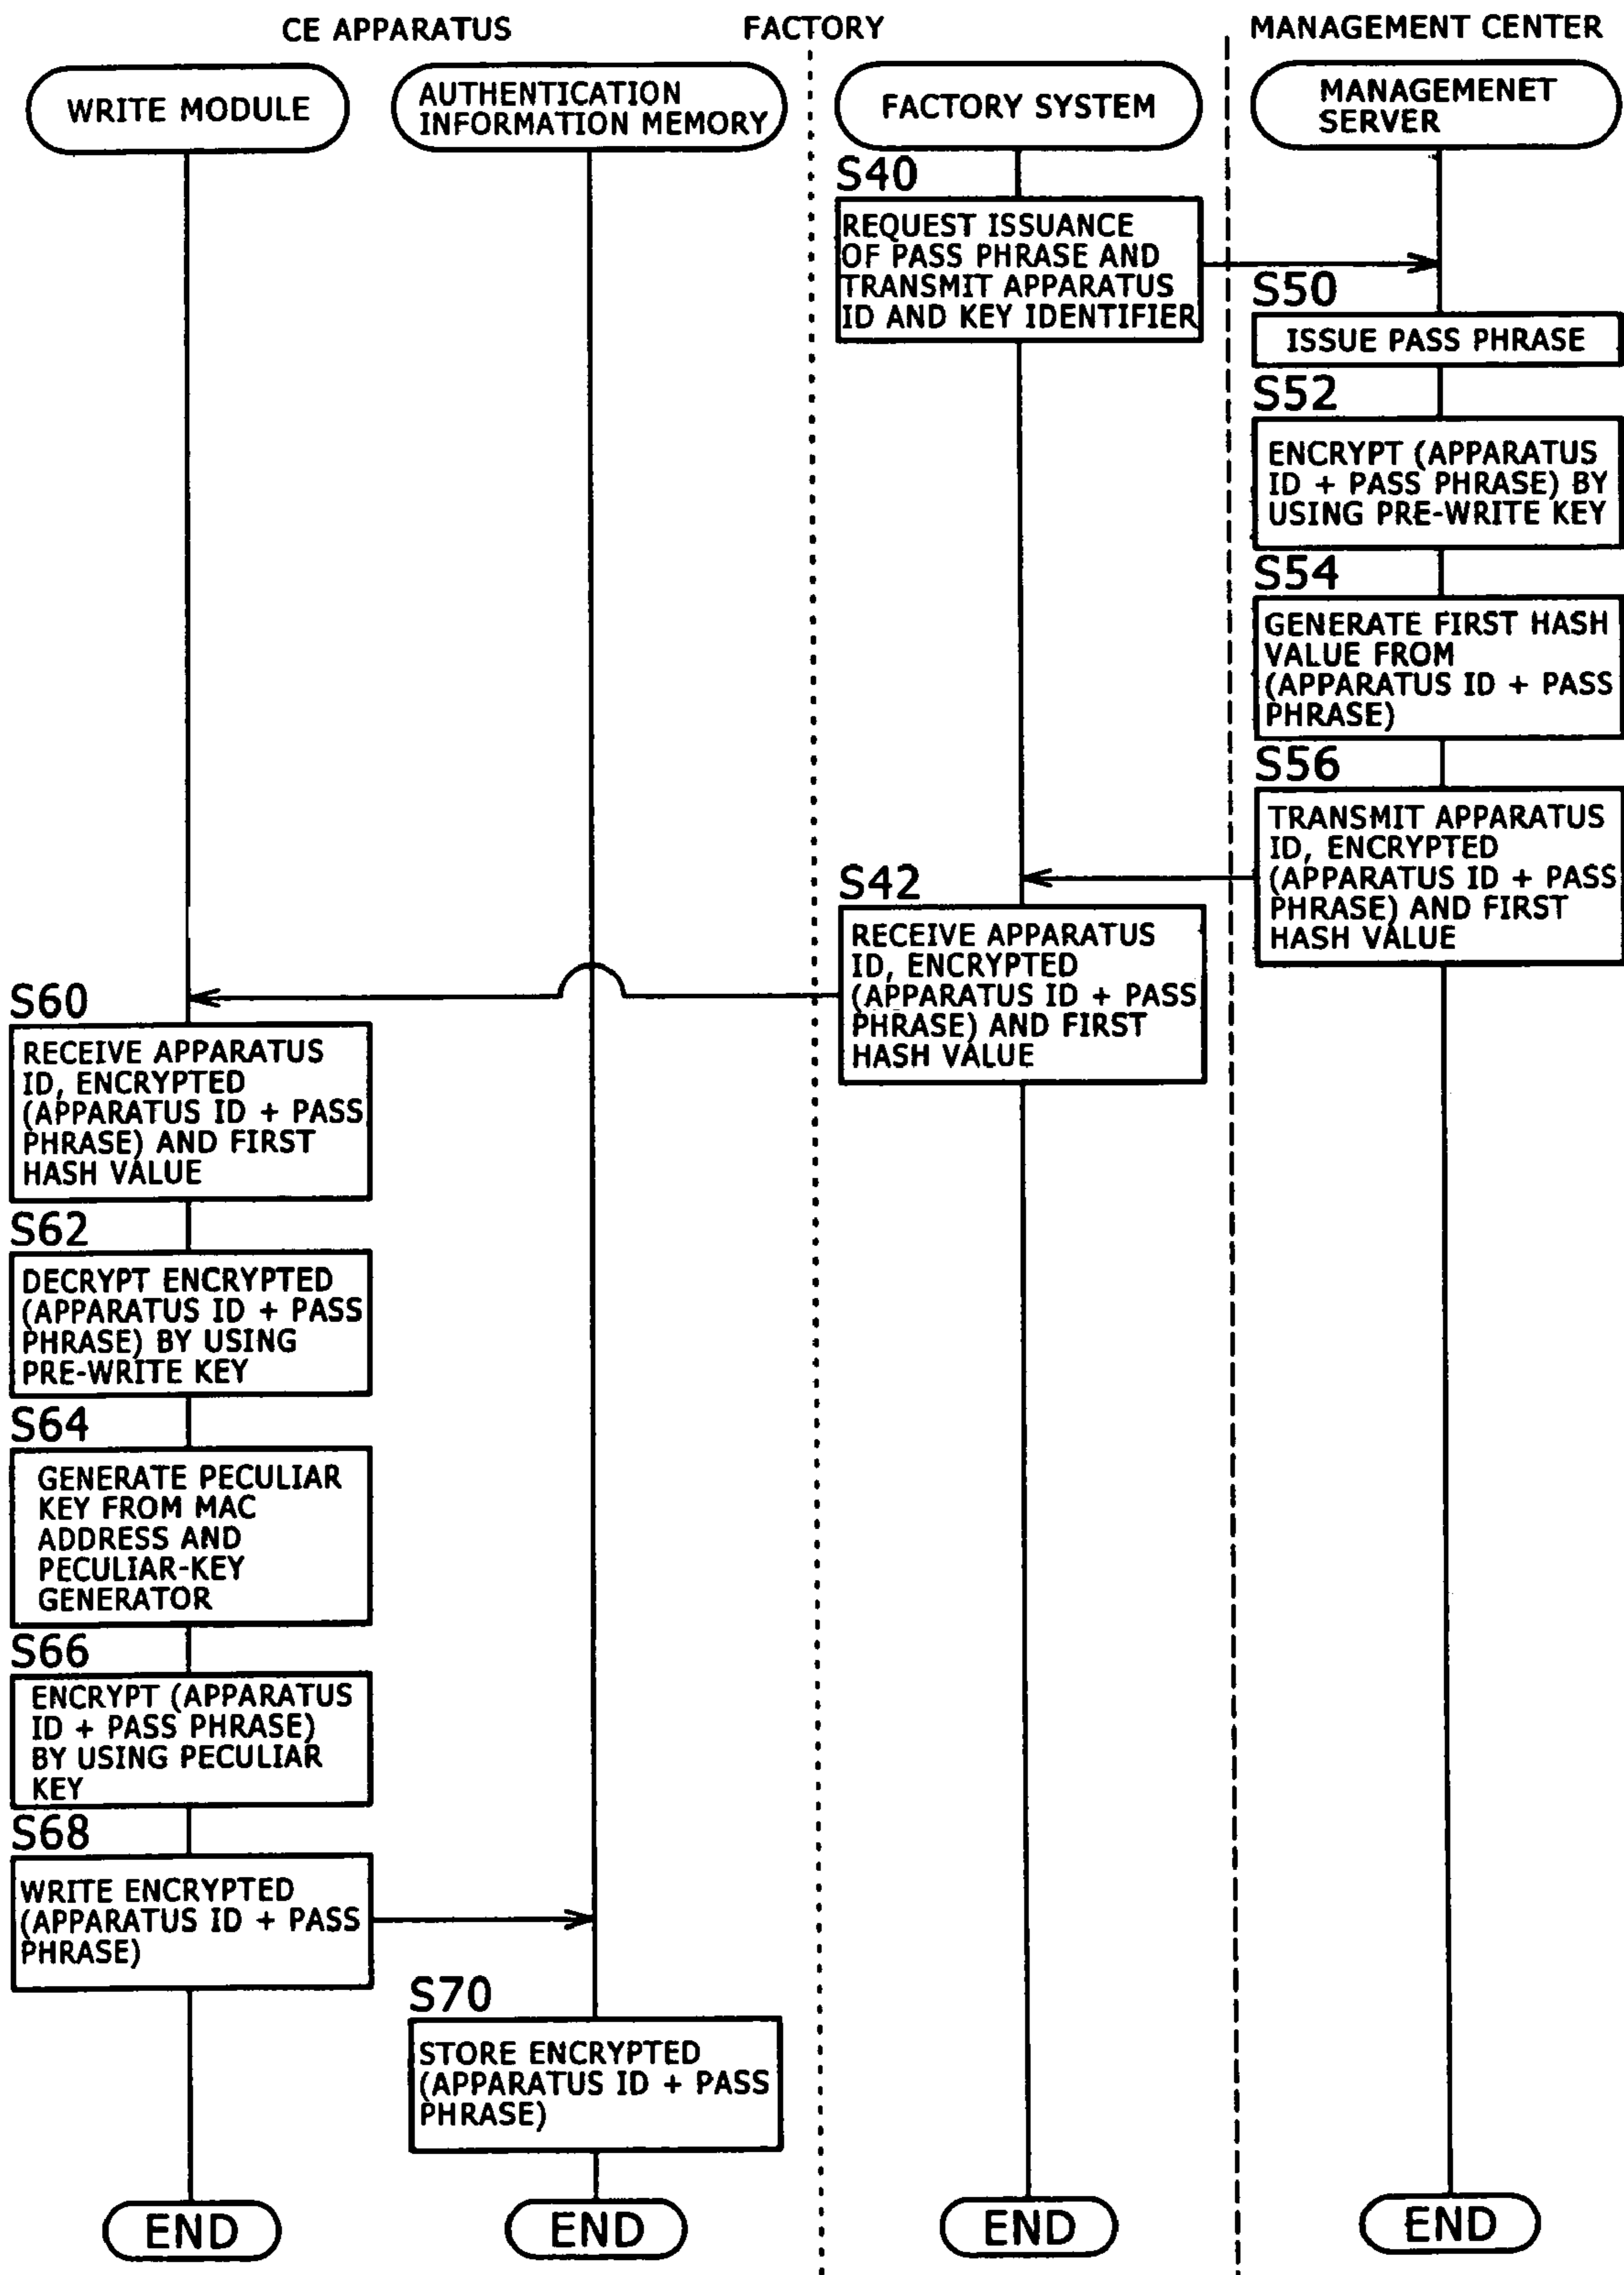 CE APPARATUS
FACTORY
MANAGEMENT CENTER
WRITE MODULE
AUTHENTICATION
INFORMATION MEMORY
FACTORY SYSTEM
MANAGEMENET
SERVER
S40
REQUEST ISSUANCE
OF PASS PHRASE AND
TRANSMIT APPARATUS
ID AND KEY IDENTIFIER
S50
ISSUE PASS PHRASE
S52
ENCRYPT (APPARATUS
ID + PASS PHRASE) BY
USING PRE-WRITE KEY
S54
GENERATE FIRST HASH
VALUE FROM
(APPARATUS ID + PASS
PHRASE)
S56
TRANSMIT APPARATUS
ID, ENCRYPTED
(APPARATUS ID + PASS
PHRASE) AND FIRST
HASH VALUE
S42
RECEIVE APPARATUS
ID, ENCRYPTED
(APPARATUS ID + PASS
PHRASE) AND FIRST
HASH VALUE
S60
RECEIVE APPARATUS
ID, ENCRYPTED
(APPARATUS ID + PASS
PHRASE) AND FIRST
HASH VALUE
S62
DECRYPT ENCRYPTED
(APPARATUS ID + PASS
PHRASE) BY USING
PRE-WRITE KEY
S64
GENERATE PECULIAR
KEY FROM MAC
ADDRESS AND
PECULIAR-KEY
GENERATOR
S66
ENCRYPT (APPARATUS
ID + PASS PHRASE)
BY USING PECULIAR
KEY
S68
WRITE ENCRYPTED
(APPARATUS ID + PASS
PHRASE)
S70
STORE ENCRYPTED
(APPARATUS ID + PASS
PHRASE)
END
END
END
END